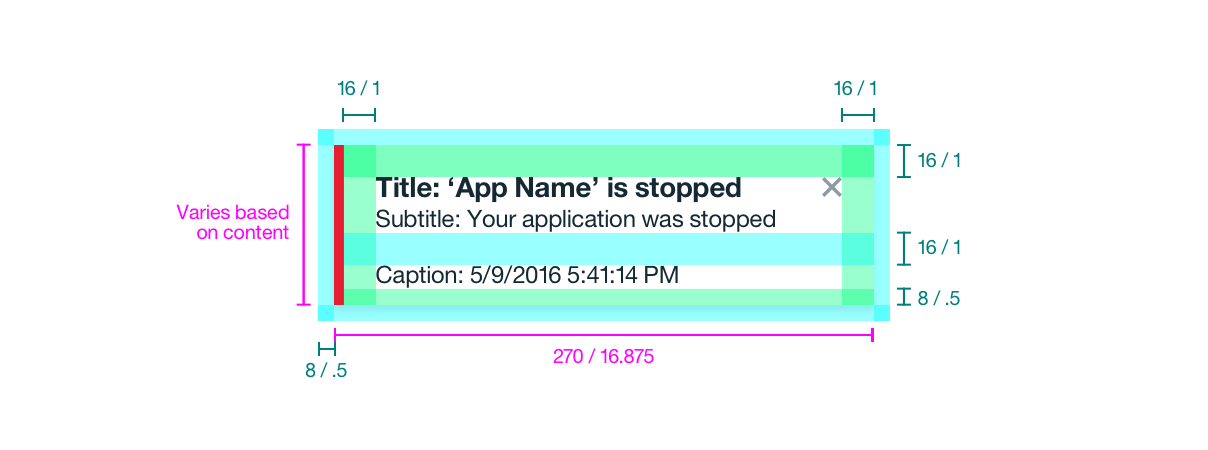 16 / 1
16 / 1
16 / 1
Title: ‘App Name’ is stopped
Varies based
on content
Subtitle: Your application was stopped
16 / 1
Caption: 5/9/2016 5:41:14 PM
8 / .5
270 / 16.875
8 / .5